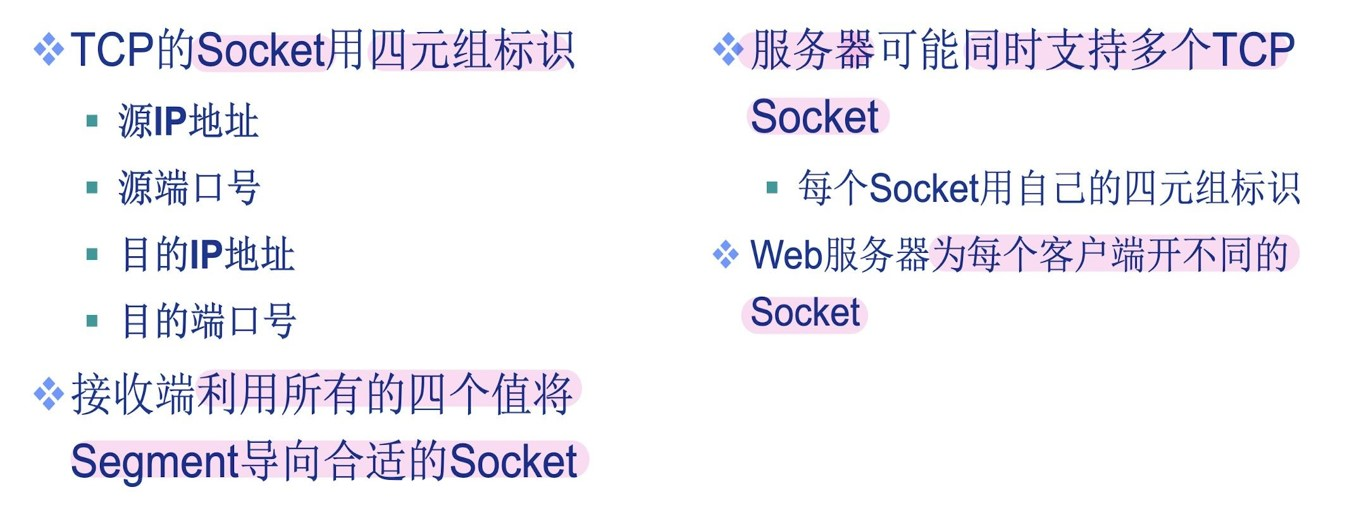 TCP的Socket用四元组标识
源IP地址
源端口号
目的IP地址
目的端口号
接收端利用所有的四个值将
Segment导向合适的Socket
服务器可能同时支持多个TCP
Socket
每个Socket用自己的四元组标识
Web服务器为每个客户端开不同的
Socket